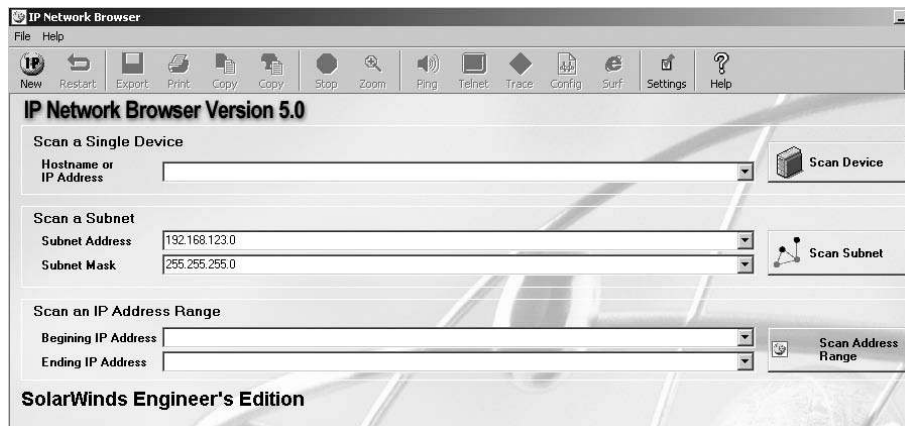 IP Network Browser
File Help
New Restart Export Print Copy Copy Stop Zoom Ping Telnet Trace Config Surf Settings Help
IP Network Browser Version 5.0
Scan a Single Device
Hostname or
IP Address
Scan Device
Scan a Subnet
Subnet Address 192.168.123.0
Subnet Mask 255.255.255.0
Scan Subnet
Scan an IP Address Range
Begining IP Address
Ending IP Address
Scan Address
Range
SolarWinds Engineer's Edition